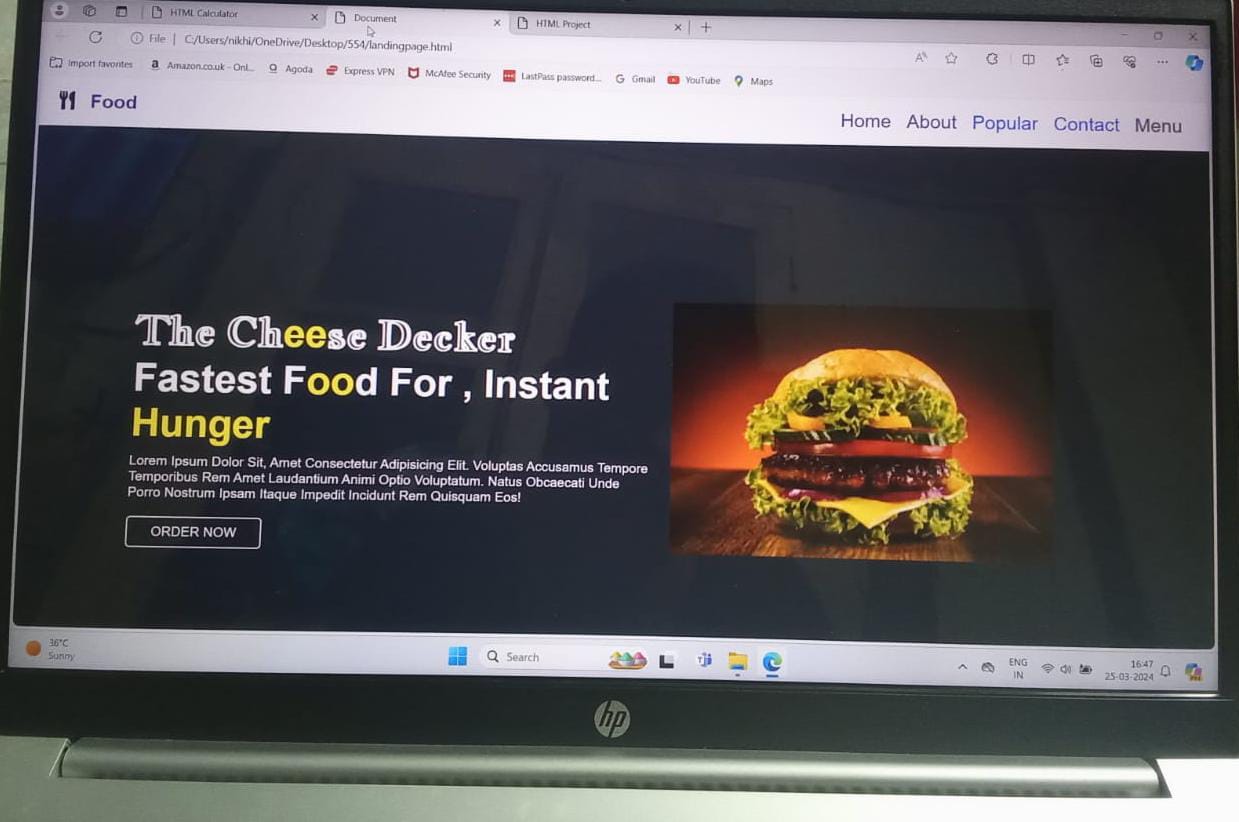 HTML Calculator
Document
HTML Project
File | C:/Users/nikhi/OneDrive/Desktop/554/landingpage.html
Import favorites
a Amazon.co.uk - Onl...
Agoda
Express VPN
McAfee Security
LastPass password...
G Gmail
YouTube
Maps
Food
Home About Popular Contact Menu
The Cheese Decker
Fastest Food For , Instant
Hunger
Lorem Ipsum Dolor Sit, Amet Consectetur Adipisicing Elit. Voluptas Accusamus Tempore
Temporibus Rem Amet Laudantium Animi Optio Voluptatum. Natus Obcaecati Unde
Porro Nostrum Ipsam Itaque Impedit Incidunt Rem Quisquam Eos!
ORDER NOW
36°C
Sunny
Search
ENG
IN
16:47
25-03-2024
hp